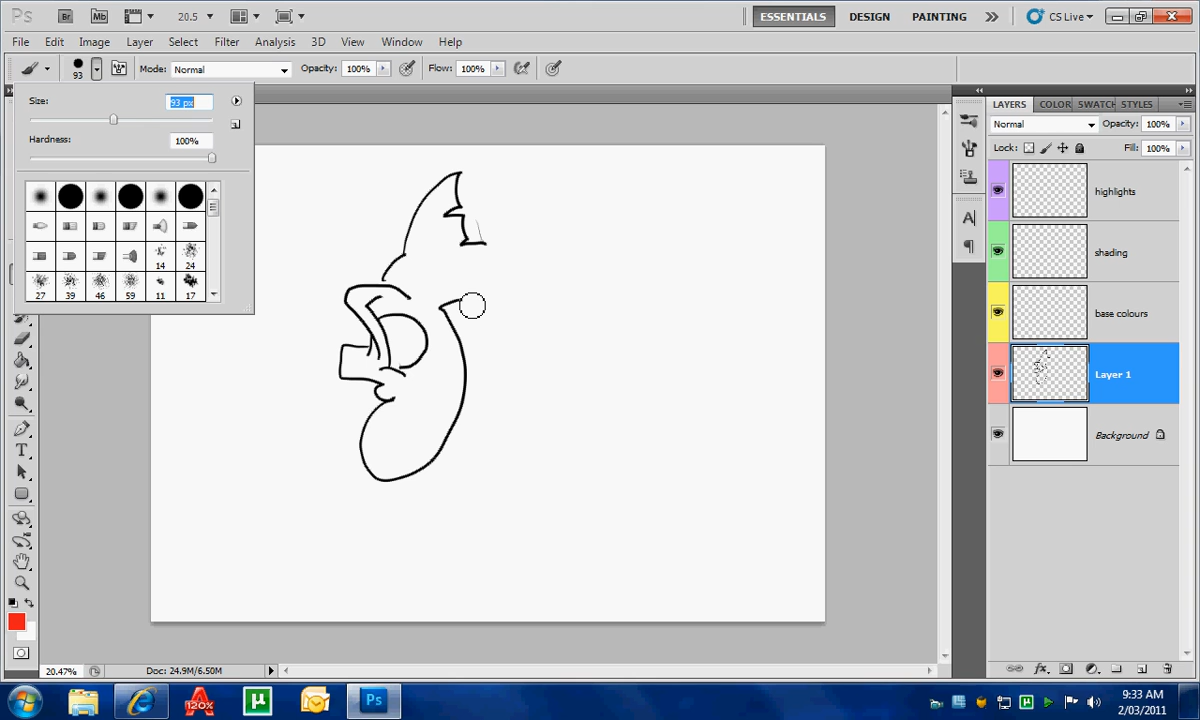 Ps Br Mb 20.5 ESSENTIALS DESIGN PAINTING CS Live
File Edit Image Layer Select Filter Analysis 3D View Window Help
93 Mode: Normal Opacity: 100% Flow: 100%
Size: 93 px
Hardness: 100%
14 24
27 39 46 59 11 17
LAYERS COLOR SWATCH STYLES
Normal Opacity: 100%
Lock: Fill: 100%
highlights
shading
base colours
Layer 1
Background
A
T
20.47% Doc: 24.9M/6.50M
fx
120% µ Ps
9:33 AM
2/03/2011